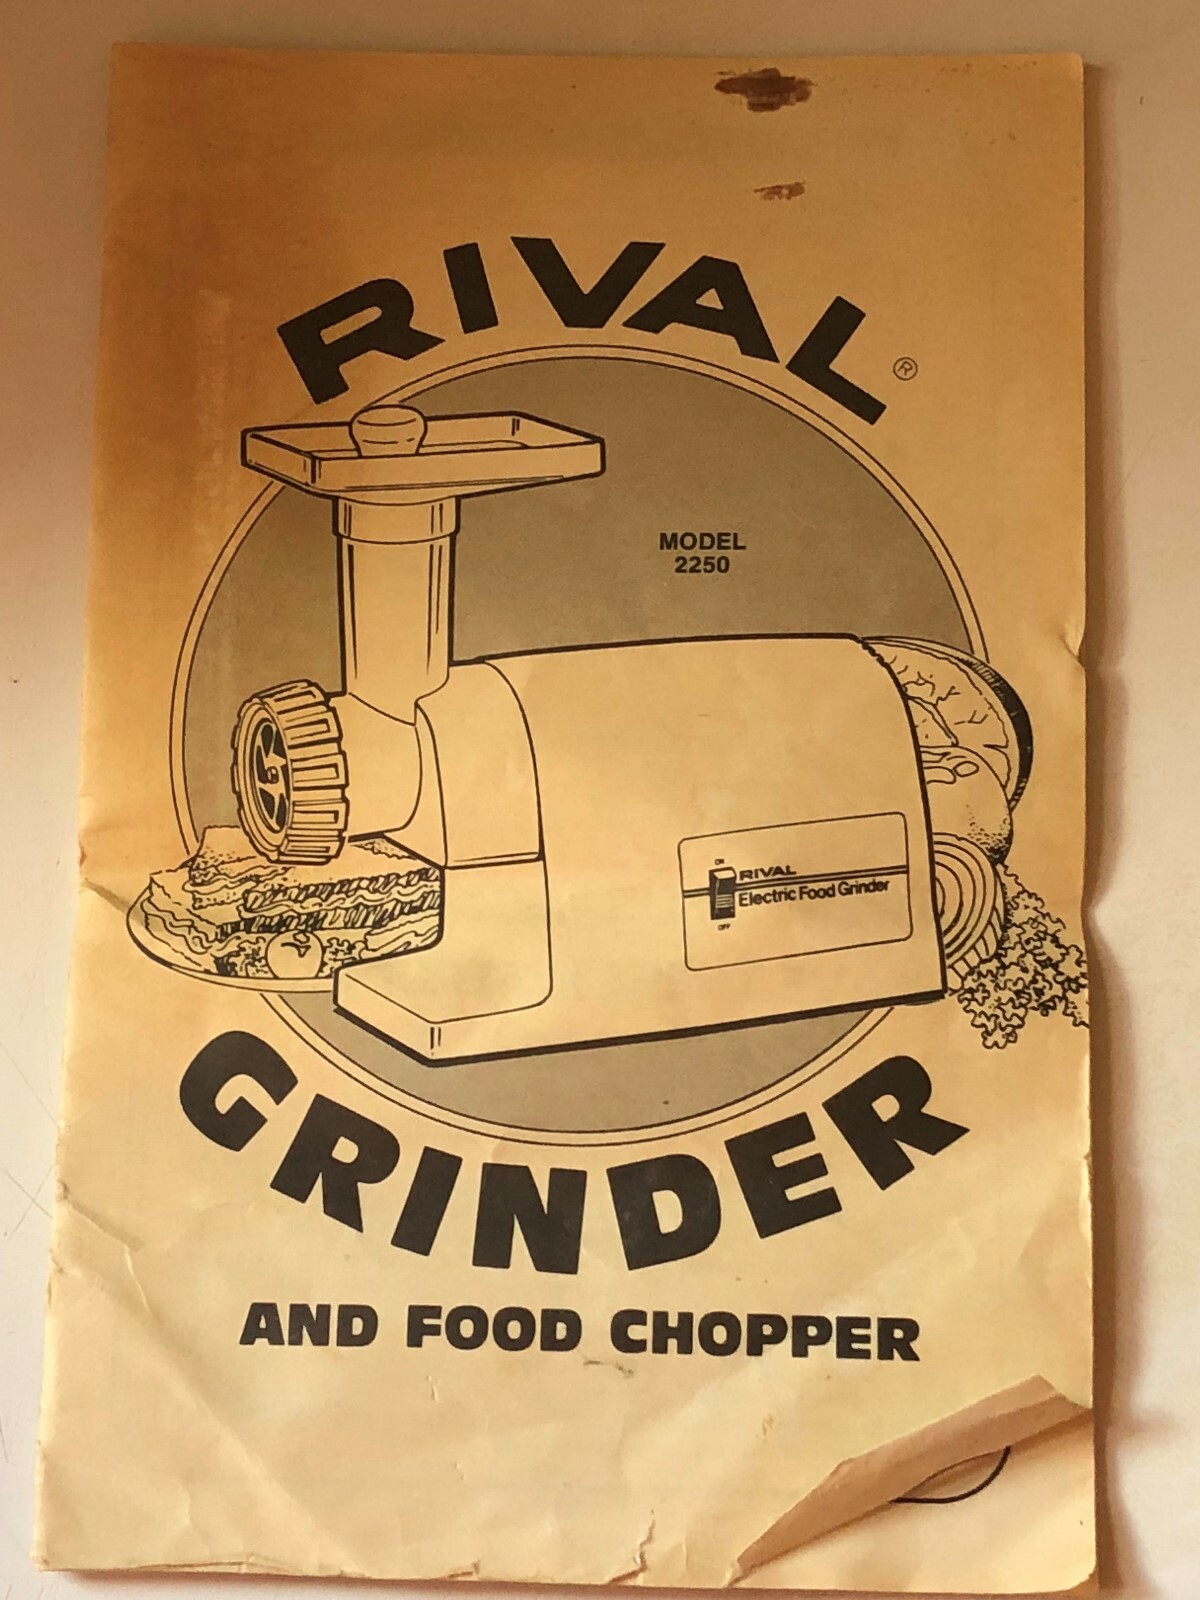 RIVAL®
MODEL
2250
ON
RIVAL
Electric Food Grinder
OFF
GRINDER
AND FOOD CHOPPER